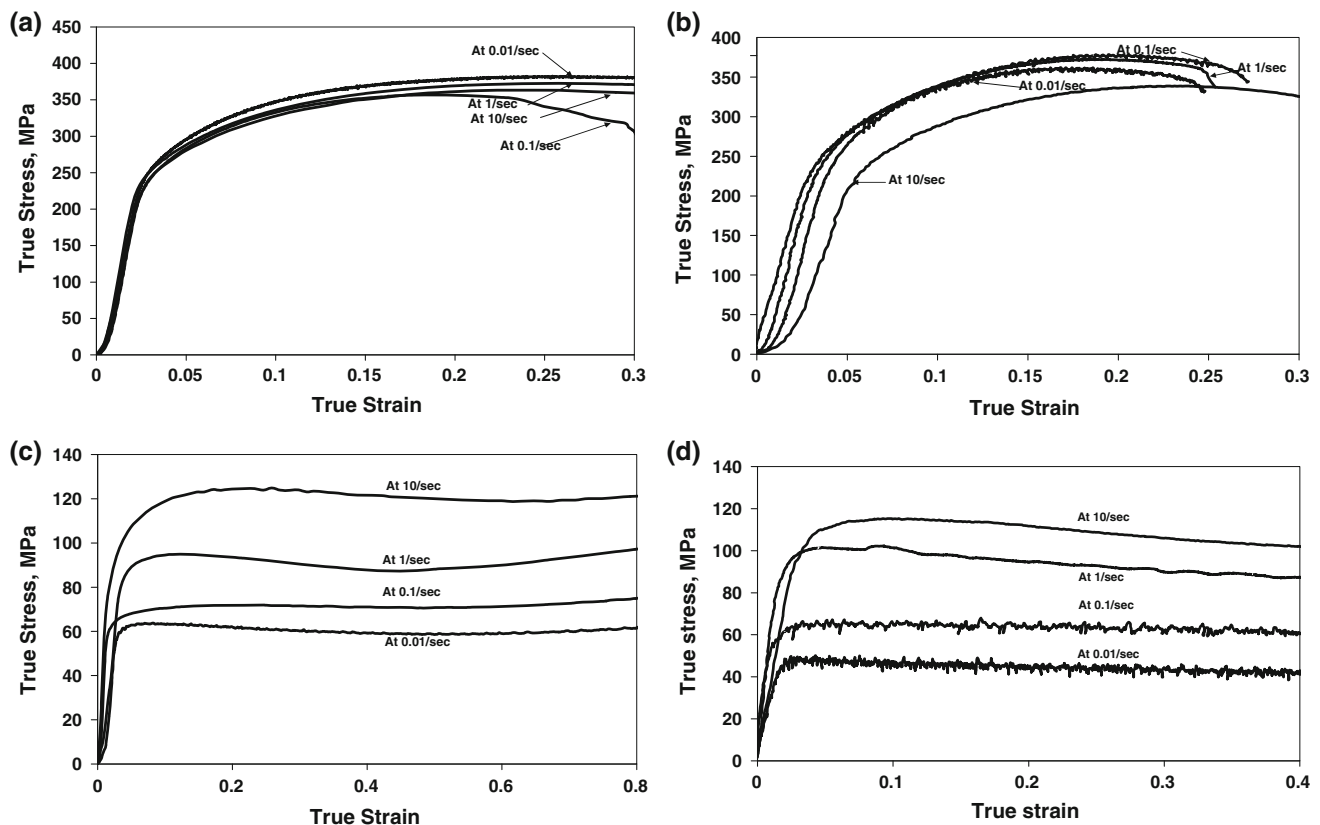 (a)
450
400
350
300
250
200
150
100
50
0
True Stress, MPa
At 0.01/sec
At 1/sec
At 10/sec
At 0.1/sec
0 0.05 0.1 0.15 0.2 0.25 0.3
True Strain
(b)
400
350
300
250
200
150
100
50
0
True Stress, MPa
At 0.1/sec
At 1/sec
At 0.01/sec
At 10/sec
0 0.05 0.1 0.15 0.2 0.25 0.3
True Strain
(c)
140
120
100
80
60
40
20
0
True Stress, MPa
At 10/sec
At 1/sec
At 0.1/sec
At 0.01/sec
0 0.2 0.4 0.6 0.8
True Strain
(d)
140
120
100
80
60
40
20
0
True stress, MPa
At 10/sec
At 1/sec
At 0.1/sec
At 0.01/sec
0 0.1 0.2 0.3 0.4
True strain